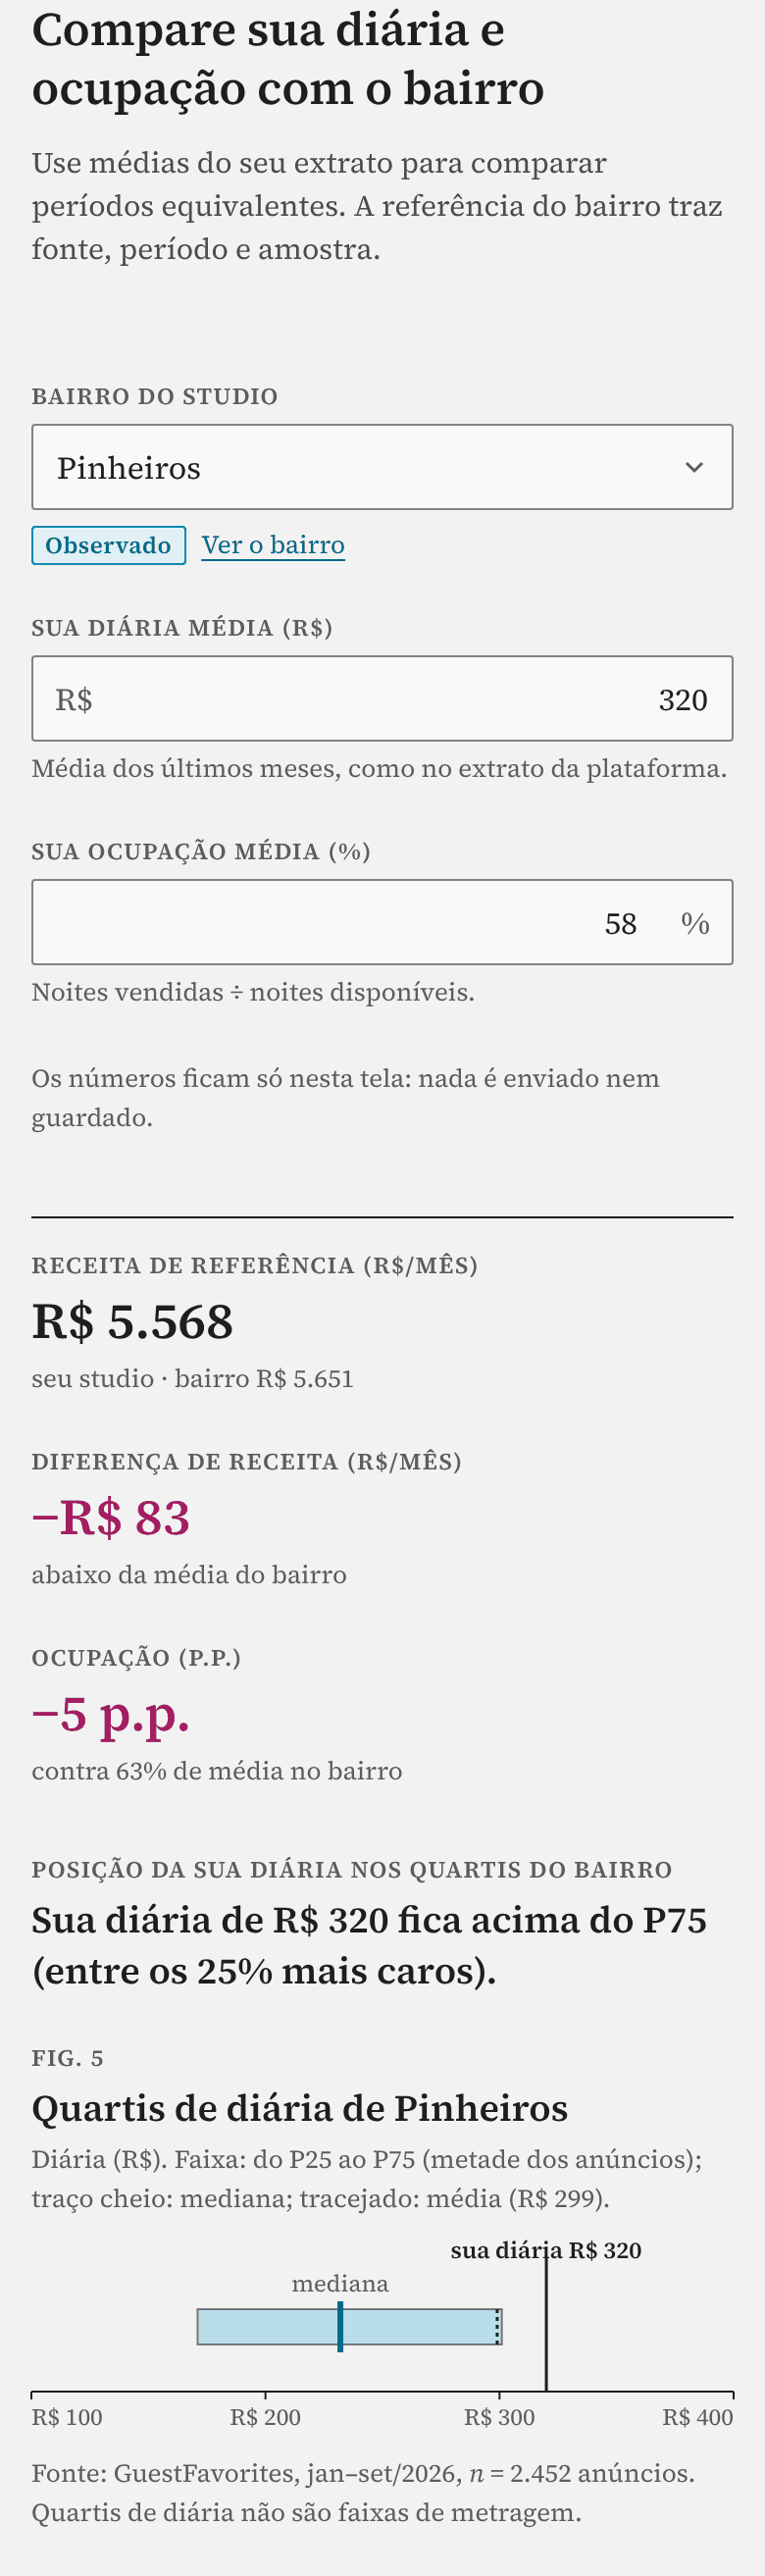 Compare sua diária e
ocupação com o bairro
Use médias do seu extrato para comparar
períodos equivalentes. A referência do bairro traz
fonte, período e amostra.
BAIRRO DO STUDIO
Pinheiros
Observado Ver o bairro
SUA DIÁRIA MÉDIA (R$)
R$ 320
Média dos últimos meses, como no extrato da plataforma.
SUA OCUPAÇÃO MÉDIA (%)
58 %
Noites vendidas ÷ noites disponíveis.
Os números ficam só nesta tela: nada é enviado nem
guardado.
RECEITA DE REFERÊNCIA (R$/MÊS)
R$ 5.568
seu studio · bairro R$ 5.651
DIFERENÇA DE RECEITA (R$/MÊS)
−R$ 83
abaixo da média do bairro
OCUPAÇÃO (P.P.)
−5 p.p.
contra 63% de média no bairro
POSIÇÃO DA SUA DIÁRIA NOS QUARTIS DO BAIRRO
Sua diária de R$ 320 fica acima do P75
(entre os 25% mais caros).
FIG. 5
Quartis de diária de Pinheiros
Diária (R$). Faixa: do P25 ao P75 (metade dos anúncios);
traço cheio: mediana; tracejado: média (R$ 299).
sua diária R$ 320
mediana
R$ 100 R$ 200 R$ 300 R$ 400
Fonte: GuestFavorites, jan–set/2026, n = 2.452 anúncios.
Quartis de diária não são faixas de metragem.